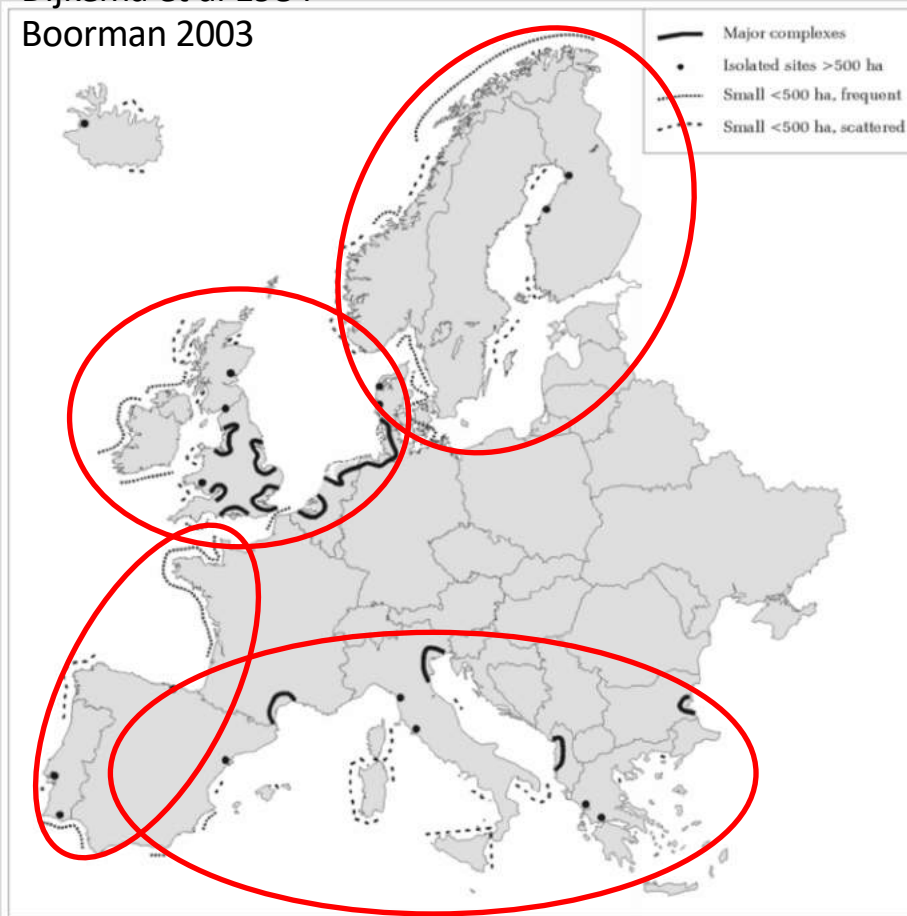 Boorman 2003
Major complexes
Isolated sites >500 ha
Small <500 ha, frequent
Small <500 ha, scattered